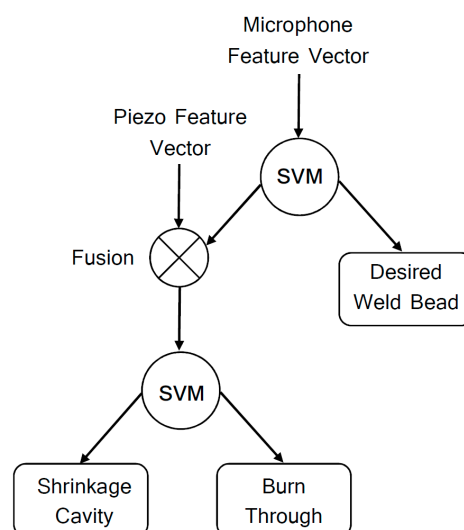 Microphone
Feature Vector
Piezo Feature
Vector
SVM
Fusion
Desired
Weld Bead
SVM
Shrinkage
Cavity
Burn
Through